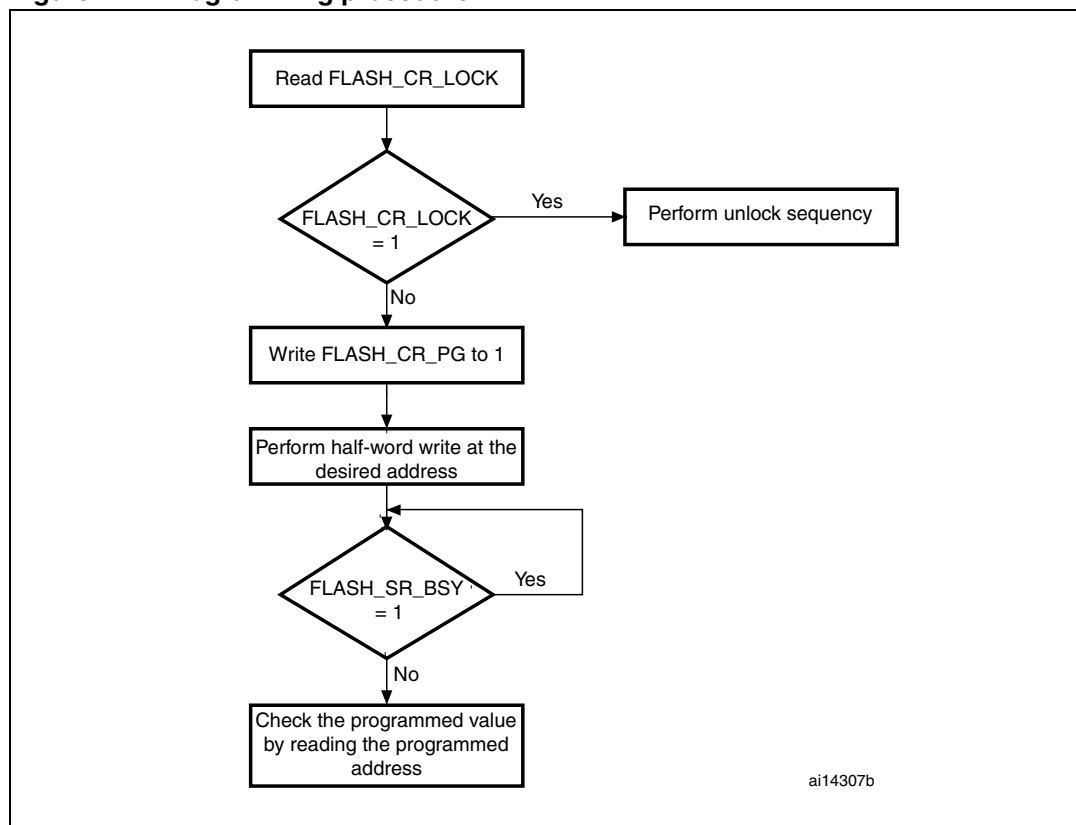 Read FLASH_CR_LOCK
FLASH_CR_LOCK
= 1
Yes
Perform unlock sequency
No
Write FLASH_CR_PG to 1
Perform half-word write at the
desired address
FLASH_SR_BSY
= 1
Yes
No
Check the programmed value
by reading the programmed
address
ai14307b